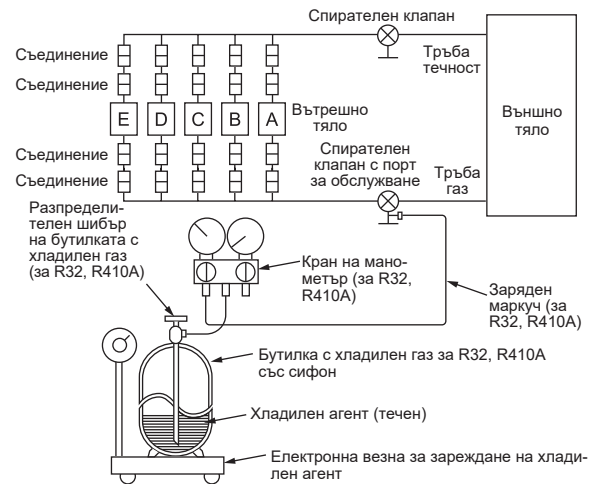 Спирателен клапан
Съединение
Съединение
Тръба
течност
E D C B A
Вътрешно
тяло
Външно
тяло
Съединение
Съединение
Спирателен
клапан с порт
за обслужване
Тръба
газ
Разпредели-
телен шибър
на бутилката с
хладилен газ
(за R32, R410A)
Кран на мано-
метър (за R32,
R410A)
Заряден
маркуч (за
R32, R410A)
Бутилка с хладилен газ за R32, R410A
със сифон
Хладилен агент (течен)
Електронна везна за зареждане на хлади-
лен агент